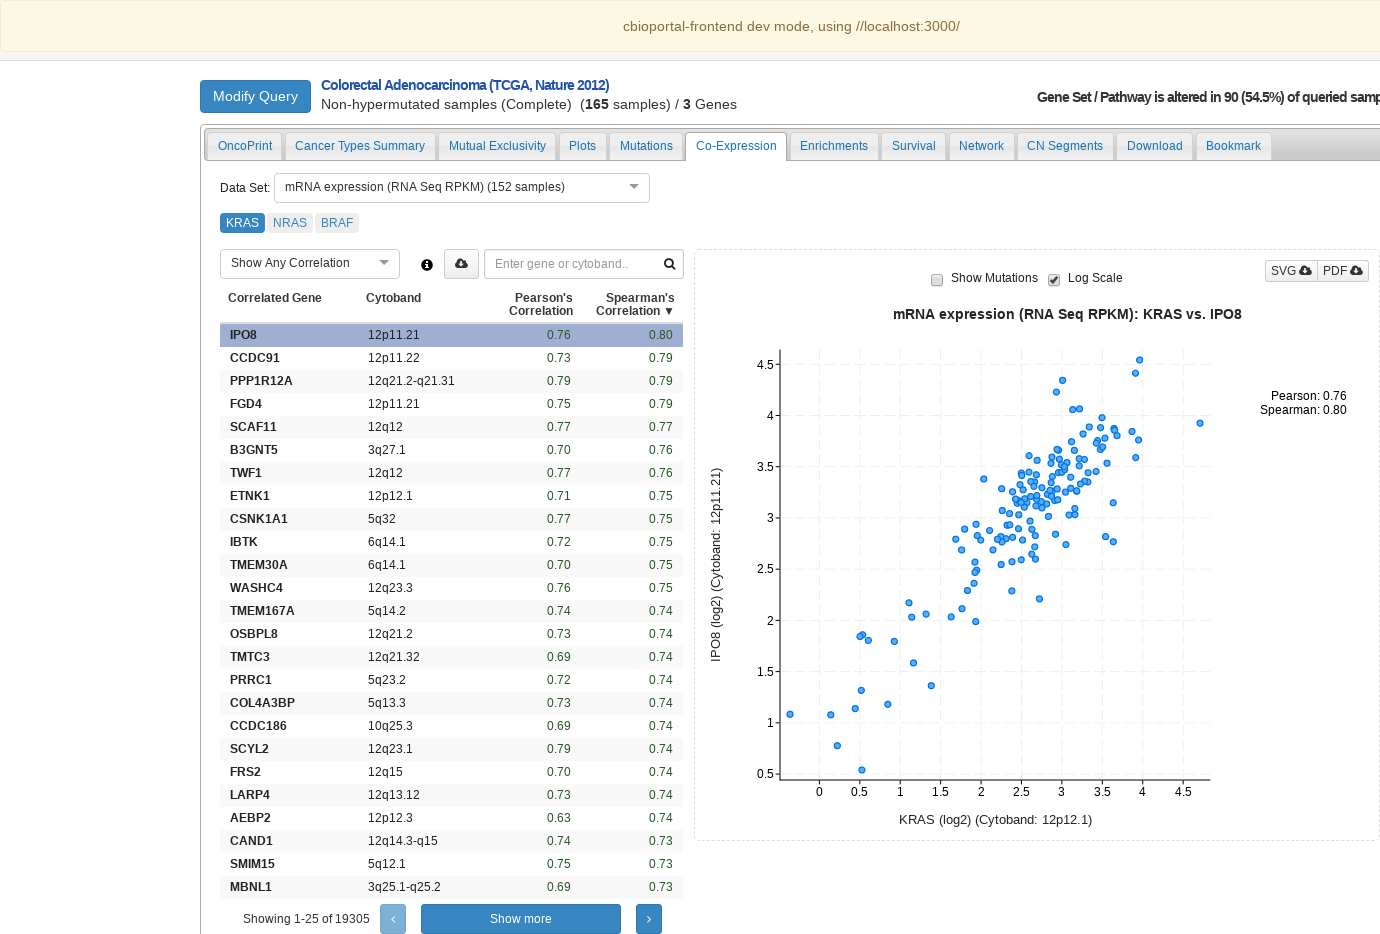 cbioportal-frontend dev mode, using //localhost:3000/
Modify Query
Colorectal Adenocarcinoma (TCGA, Nature 2012)
Non-hypermutated samples (Complete) (165 samples) / 3 Genes
Gene Set / Pathway is altered in 90 (54.5%) of queried samp
OncoPrint Cancer Types Summary Mutual Exclusivity Plots Mutations Co-Expression Enrichments Survival Network CN Segments Download Bookmark
Data Set: mRNA expression (RNA Seq RPKM) (152 samples)
KRAS NRAS BRAF
Show Any Correlation Enter gene or cytoband..
Correlated Gene Cytoband Pearson's Correlation Spearman's Correlation ▼
IPO8 12p11.21 0.76 0.80
CCDC91 12p11.22 0.73 0.79
PPP1R12A 12q21.2-q21.31 0.79 0.79
FGD4 12p11.21 0.75 0.79
SCAF11 12q12 0.77 0.77
B3GNT5 3q27.1 0.70 0.76
TWF1 12q12 0.77 0.76
ETNK1 12p12.1 0.71 0.75
CSNK1A1 5q32 0.77 0.75
IBTK 6q14.1 0.72 0.75
TMEM30A 6q14.1 0.70 0.75
WASHC4 12q23.3 0.76 0.75
TMEM167A 5q14.2 0.74 0.74
OSBPL8 12q21.2 0.73 0.74
TMTC3 12q21.32 0.69 0.74
PRRC1 5q23.2 0.72 0.74
COL4A3BP 5q13.3 0.73 0.74
CCDC186 10q25.3 0.69 0.74
SCYL2 12q23.1 0.79 0.74
FRS2 12q15 0.70 0.74
LARP4 12q13.12 0.73 0.74
AEBP2 12p12.3 0.63 0.74
CAND1 12q14.3-q15 0.74 0.73
SMIM15 5q12.1 0.75 0.73
MBNL1 3q25.1-q25.2 0.69 0.73
Showing 1-25 of 19305 ‹ Show more ›
Show Mutations Log Scale
SVG PDF
mRNA expression (RNA Seq RPKM): KRAS vs. IPO8
Pearson: 0.76
Spearman: 0.80
IPO8 (log2) (Cytoband: 12p11.21)
4.5
4
3.5
3
2.5
2
1.5
1
0.5
0 0.5 1 1.5 2 2.5 3 3.5 4 4.5
KRAS (log2) (Cytoband: 12p12.1)